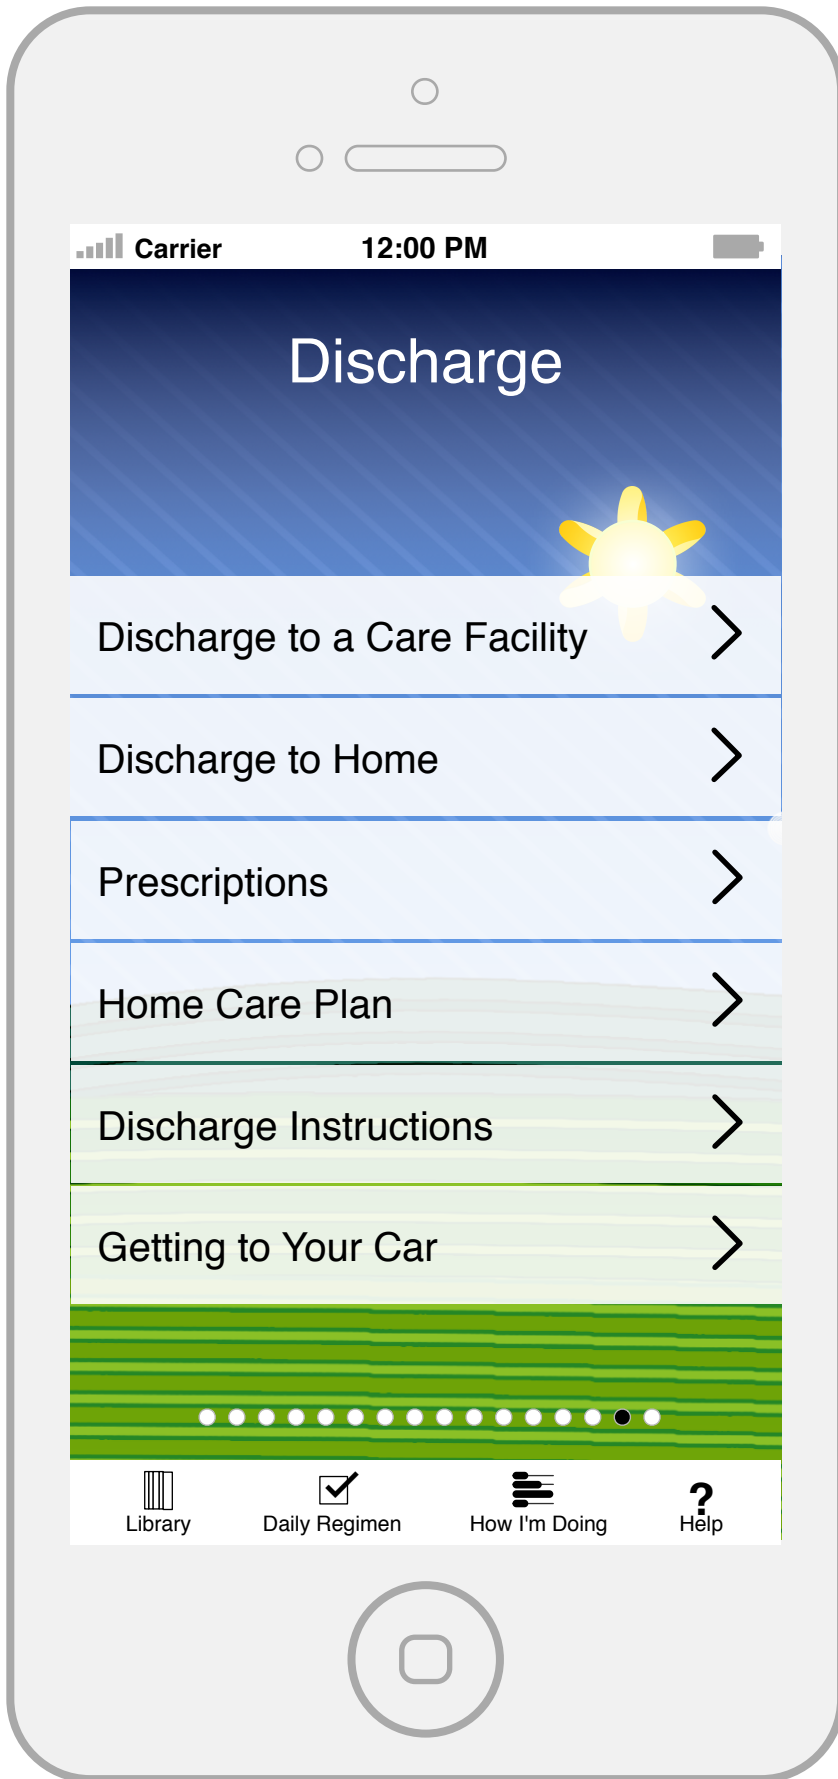 Carrier 12:00 PM
Discharge
Discharge to a Care Facility
Discharge to Home
Prescriptions
Home Care Plan
Discharge Instructions
Getting to Your Car
?
Library Daily Regimen How I'm Doing Help